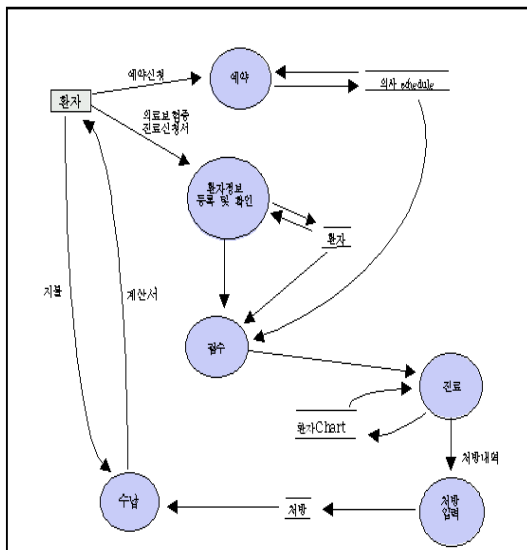 예약신청
예약
의사 schedule
환자
의료보험증
진료신청서
환자정보
등록 및 확인
환자
지불
계산서
접수
진료
환자Chart
처방내역
처방
입력
처방
수납